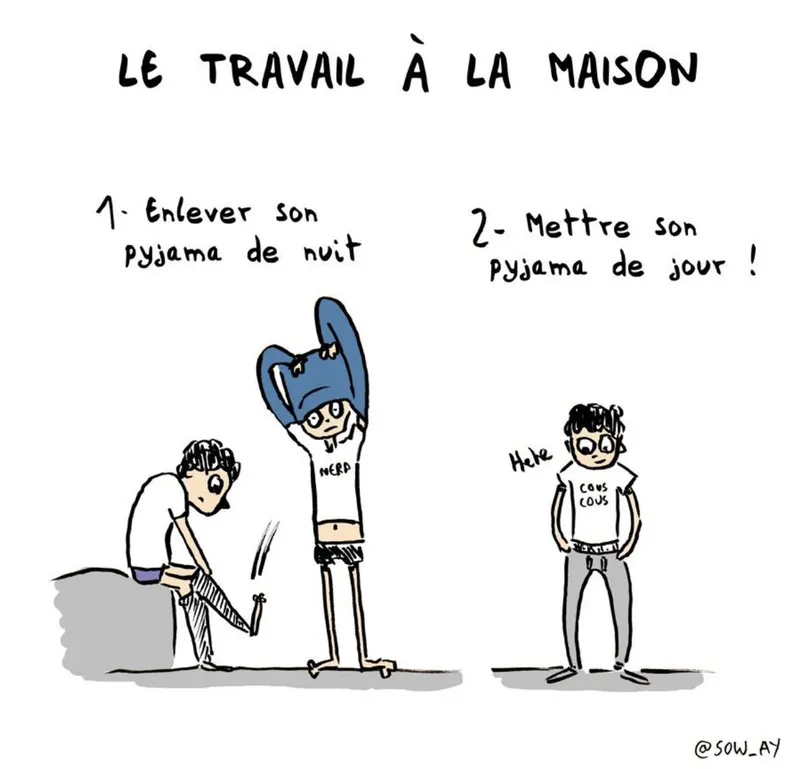 LE TRAVAIL À LA MAISON
1- Enlever son
pyjama de nuit
2- Mettre son
pyjama de jour !
NERD
Hehe
COUS
COUS
@SOW_AY